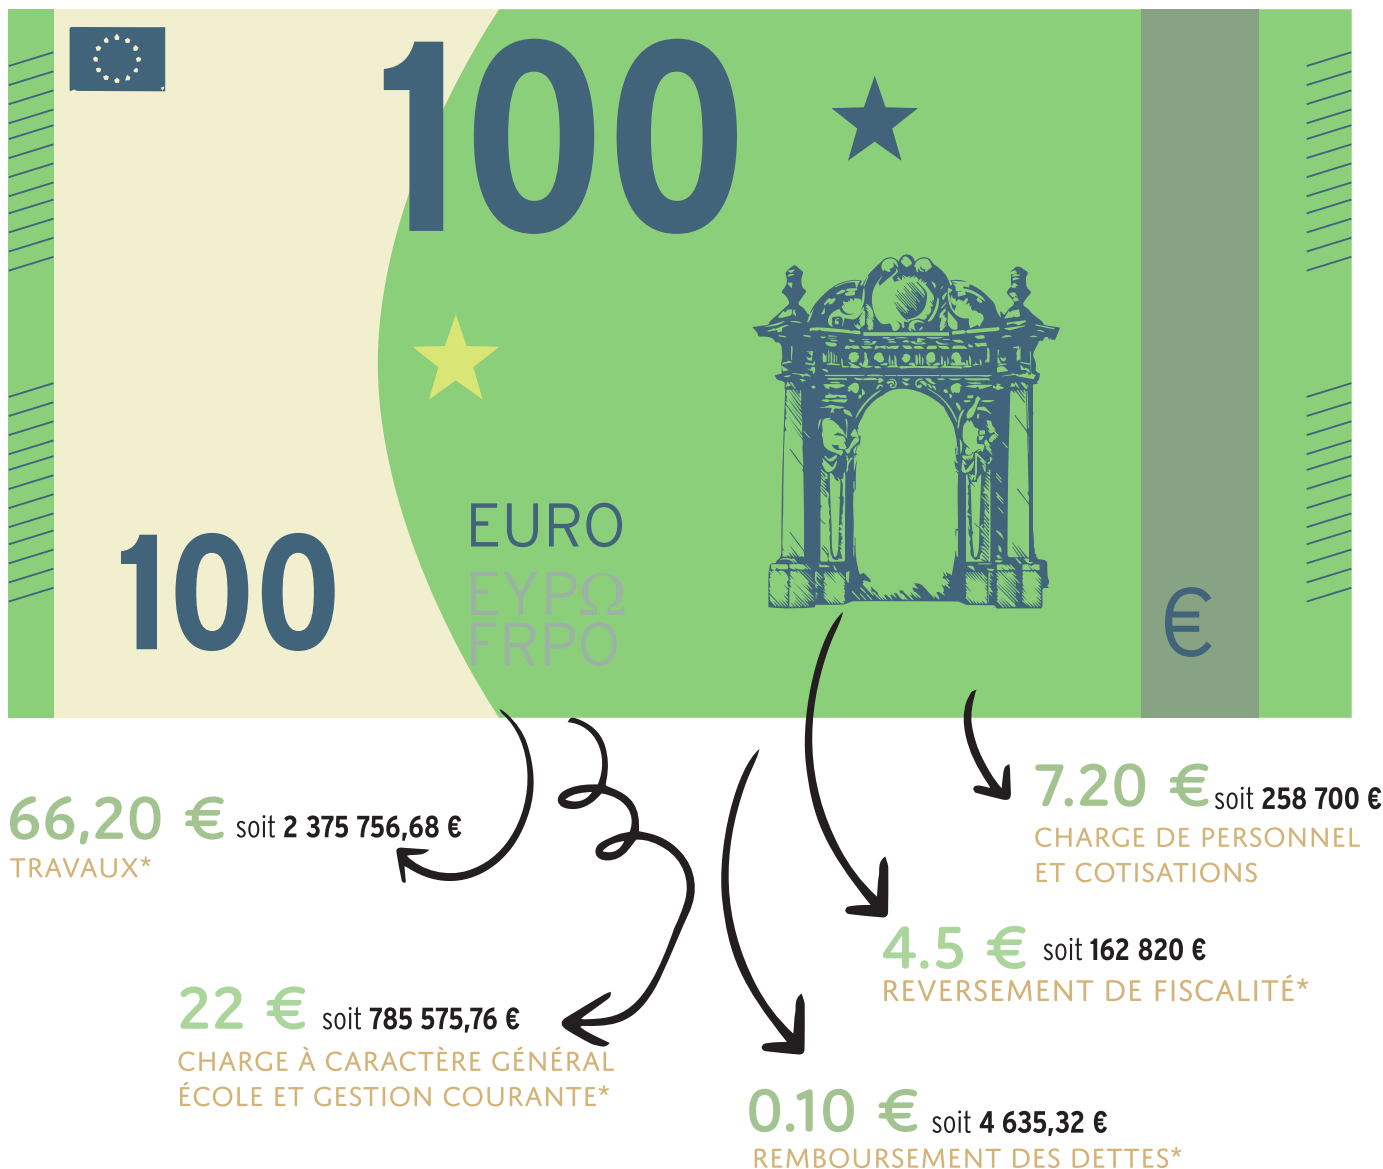 100
EURO
ΕΥΡΩ
FRPO
100
€
66,20 € soit 2 375 756,68 €
TRAVAUX*
7.20 € soit 258 700 €
CHARGE DE PERSONNEL
ET COTISATIONS
4.5 € soit 162 820 €
REVERSEMENT DE FISCALITÉ*
22 € soit 785 575,76 €
CHARGE À CARACTÈRE GÉNÉRAL
ÉCOLE ET GESTION COURANTE*
0.10 € soit 4 635,32 €
REMBOURSEMENT DES DETTES*